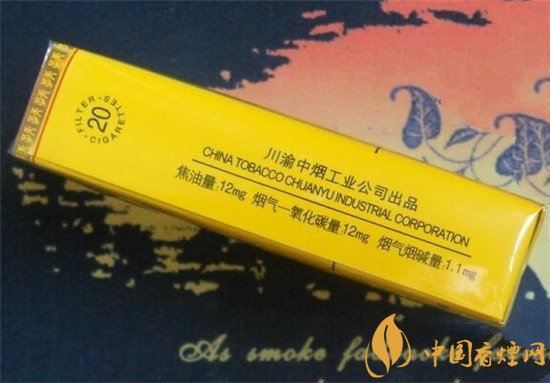 FILTER · CIGARETTES ·
20
川渝中烟工业公司出品
CHINA TOBACCO CHUANYU INDUSTRIAL CORPORATION
焦油量:12mg 烟气一氧化碳量:12mg 烟气烟碱量:1.1mg
As smoke
中国香烟网